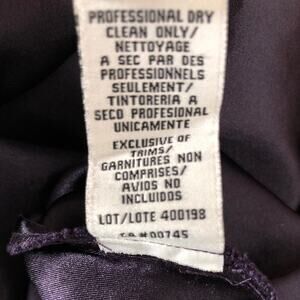 PROFESSIONAL DRY
CLEAN ONLY/
NETTOYAGE
A SEC PAR DES
PROFESSIONNELS
SEULEMENT/
TINTORERIA A
SECO PROFESIONAL
UNICAMENTE
EXCLUSIVE OF
TRIMS/
GARNITURES NON
COMPRISES/
AVIOS NO
INCLUIDOS
LOT/LOTE 400198
#00745